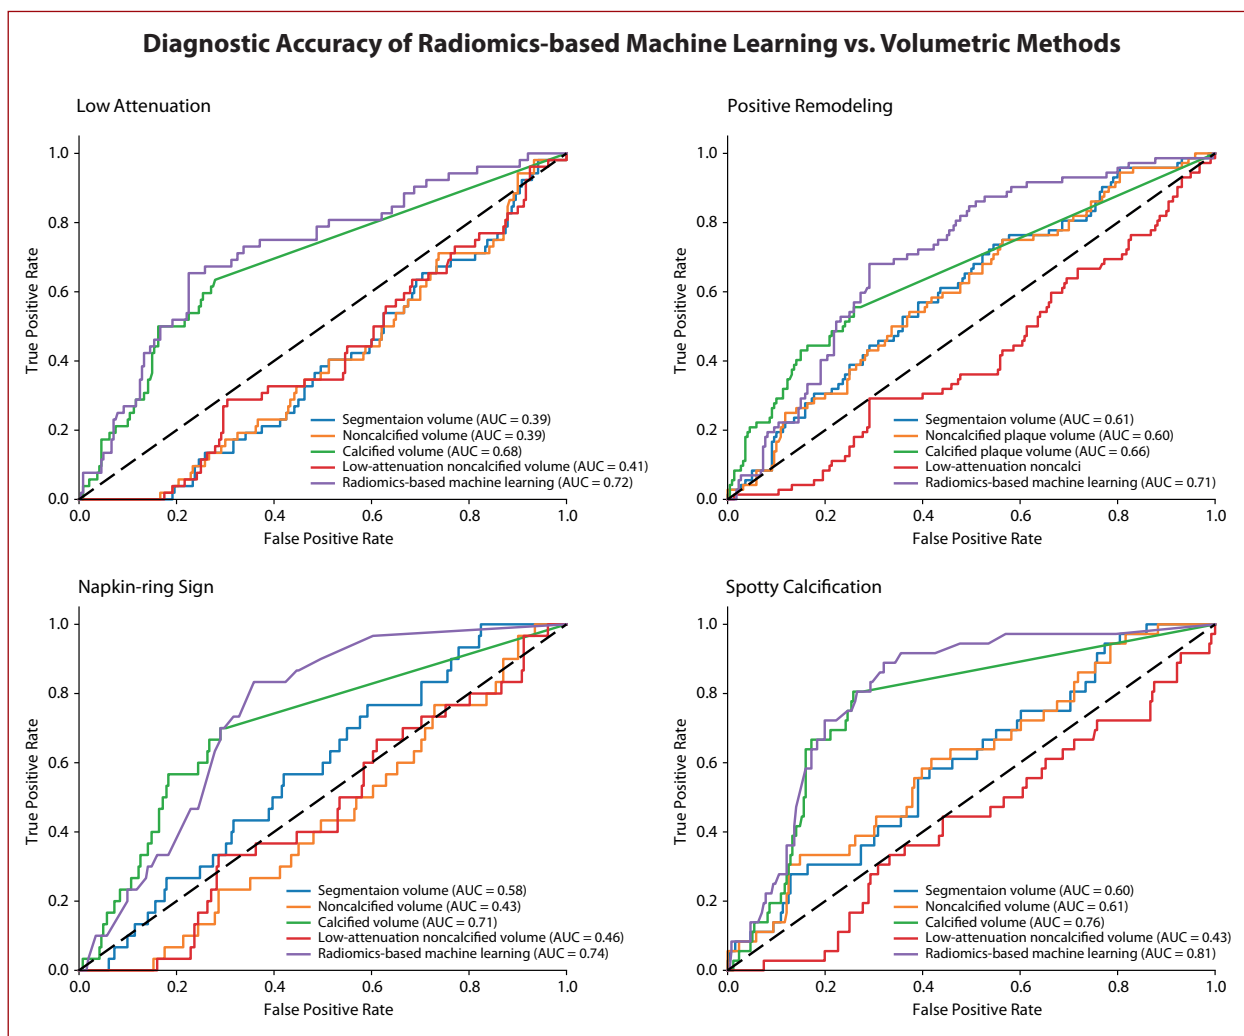 Diagnostic Accuracy of Radiomics-based Machine Learning vs. Volumetric Methods
Low Attenuation
True Positive Rate
1.0
0.8
0.6
0.4
0.2
0.0
Segmentaion volume (AUC = 0.39)
Noncalcified volume (AUC = 0.39)
Calcified volume (AUC = 0.68)
Low-attenuation noncalcified volume (AUC = 0.41)
Radiomics-based machine learning (AUC = 0.72)
0.0 0.2 0.4 0.6 0.8 1.0
False Positive Rate
Positive Remodeling
True Positive Rate
1.0
0.8
0.6
0.4
0.2
0.0
Segmentaion volume (AUC = 0.61)
Noncalcified plaque volume (AUC = 0.60)
Calcified plaque volume (AUC = 0.66)
Low-attenuation noncalci
Radiomics-based machine learning (AUC = 0.71)
0.0 0.2 0.4 0.6 0.8 1.0
False Positive Rate
Napkin-ring Sign
True Positive Rate
1.0
0.8
0.6
0.4
0.2
0.0
Segmentaion volume (AUC = 0.58)
Noncalcified volume (AUC = 0.43)
Calcified volume (AUC = 0.71)
Low-attenuation noncalcified volume (AUC = 0.46)
Radiomics-based machine learning (AUC = 0.74)
0.0 0.2 0.4 0.6 0.8 1.0
False Positive Rate
Spotty Calcification
True Positive Rate
1.0
0.8
0.6
0.4
0.2
0.0
Segmentaion volume (AUC = 0.60)
Noncalcified volume (AUC = 0.61)
Calcified volume (AUC = 0.76)
Low-attenuation noncalcified volume (AUC = 0.43)
Radiomics-based machine learning (AUC = 0.81)
0.0 0.2 0.4 0.6 0.8 1.0
False Positive Rate